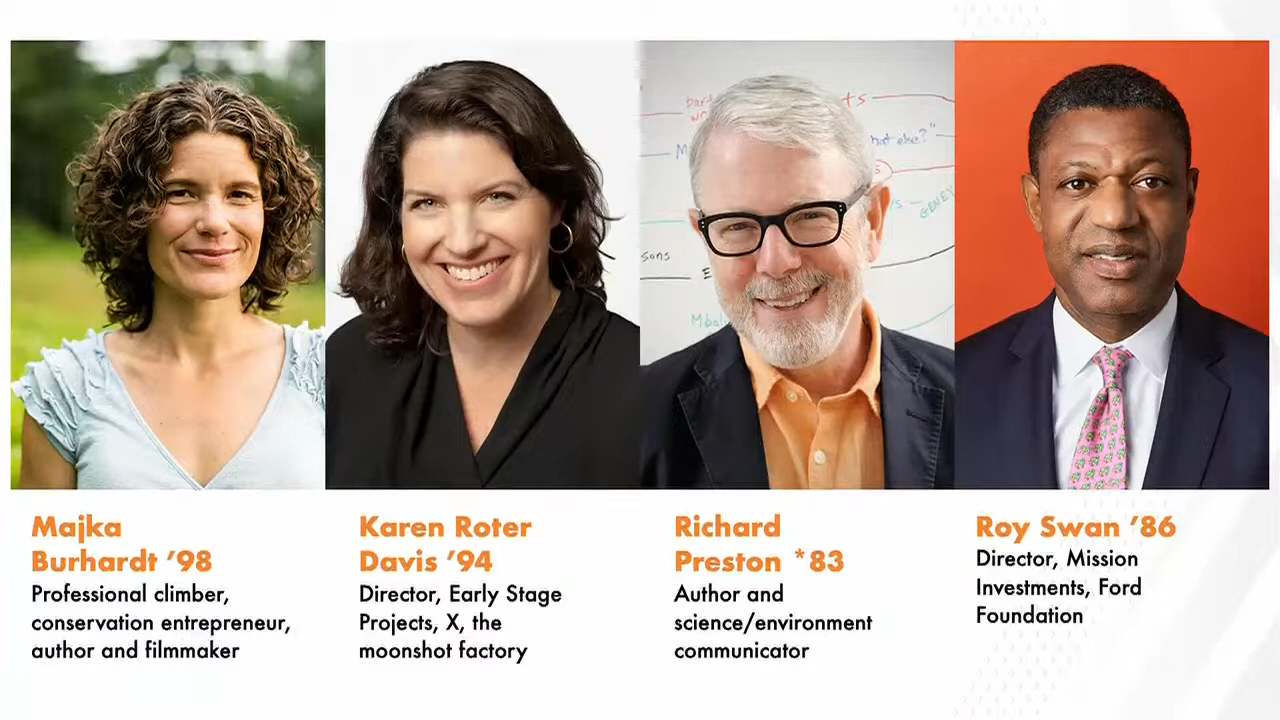 Majka
Burhardt ’98
Professional climber,
conservation entrepreneur,
author and filmmaker
Karen Roter
Davis ’94
Director, Early Stage
Projects, X, the
moonshot factory
Richard
Preston *83
Author and
science/environment
communicator
Roy Swan ’86
Director, Mission
Investments, Ford
Foundation